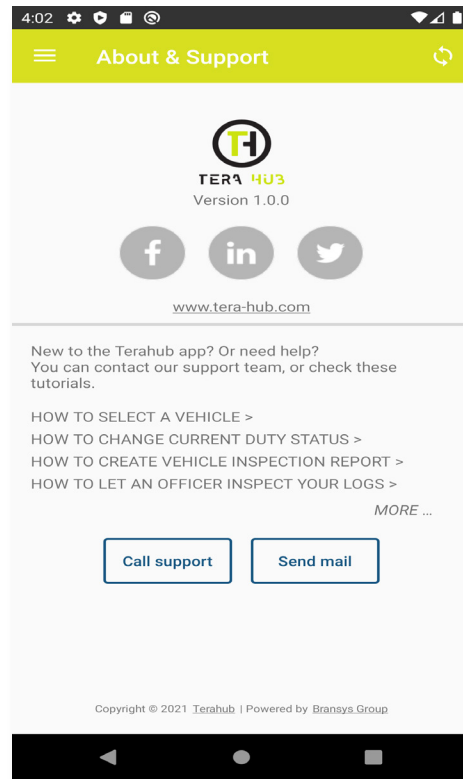 4:02
About & Support
TH
TERA HUB
Version 1.0.0
f in
www.tera-hub.com
New to the Terahub app? Or need help?
You can contact our support team, or check these
tutorials.
HOW TO SELECT A VEHICLE >
HOW TO CHANGE CURRENT DUTY STATUS >
HOW TO CREATE VEHICLE INSPECTION REPORT >
HOW TO LET AN OFFICER INSPECT YOUR LOGS >
MORE ...
Call support Send mail
Copyright © 2021 Terahub | Powered by Bransys Group